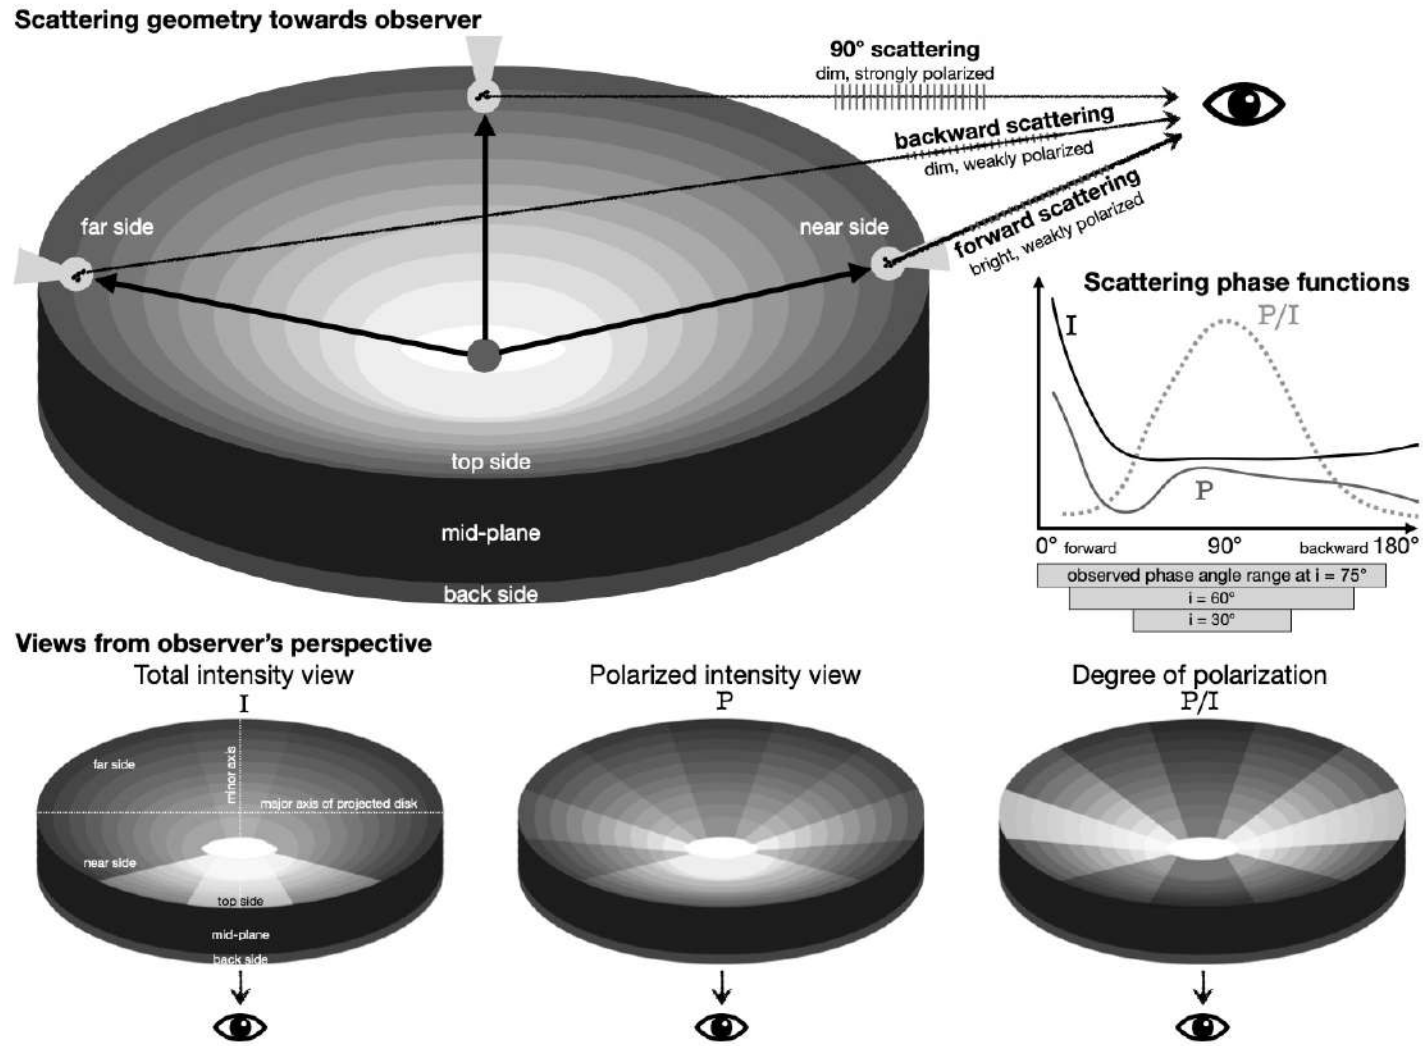 Scattering geometry towards observer
90° scattering
dim, strongly polarized
backward scattering
dim, weakly polarized
forward scattering
bright, weakly polarized
far side
near side
top side
mid-plane
back side
Scattering phase functions
I
P/I
P
0° forward
90°
backward 180°
observed phase angle range at i = 75°
i = 60°
i = 30°
Views from observer's perspective
Total intensity view
I
far side
minor axis
major axis of projected disk
near side
top side
mid-plane
back side
Polarized intensity view
P
Degree of polarization
P/I